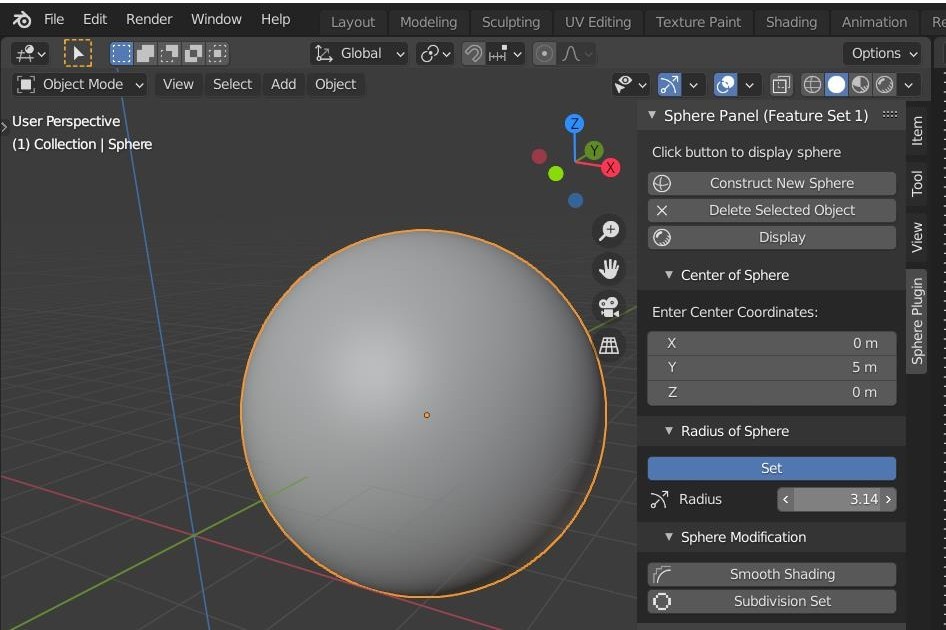 File Edit Render Window Help Layout Modeling Sculpting UV Editing Texture Paint Shading Animation Re
Global Options
Object Mode View Select Add Object
User Perspective
(1) Collection | Sphere
Z
Y
X
Sphere Panel (Feature Set 1)
Click button to display sphere
Construct New Sphere
Delete Selected Object
Display
Center of Sphere
Enter Center Coordinates:
X 0 m
Y 5 m
Z 0 m
Radius of Sphere
Set
Radius 3.14
Sphere Modification
Smooth Shading
Subdivision Set
Item
Tool
View
Sphere Plugin